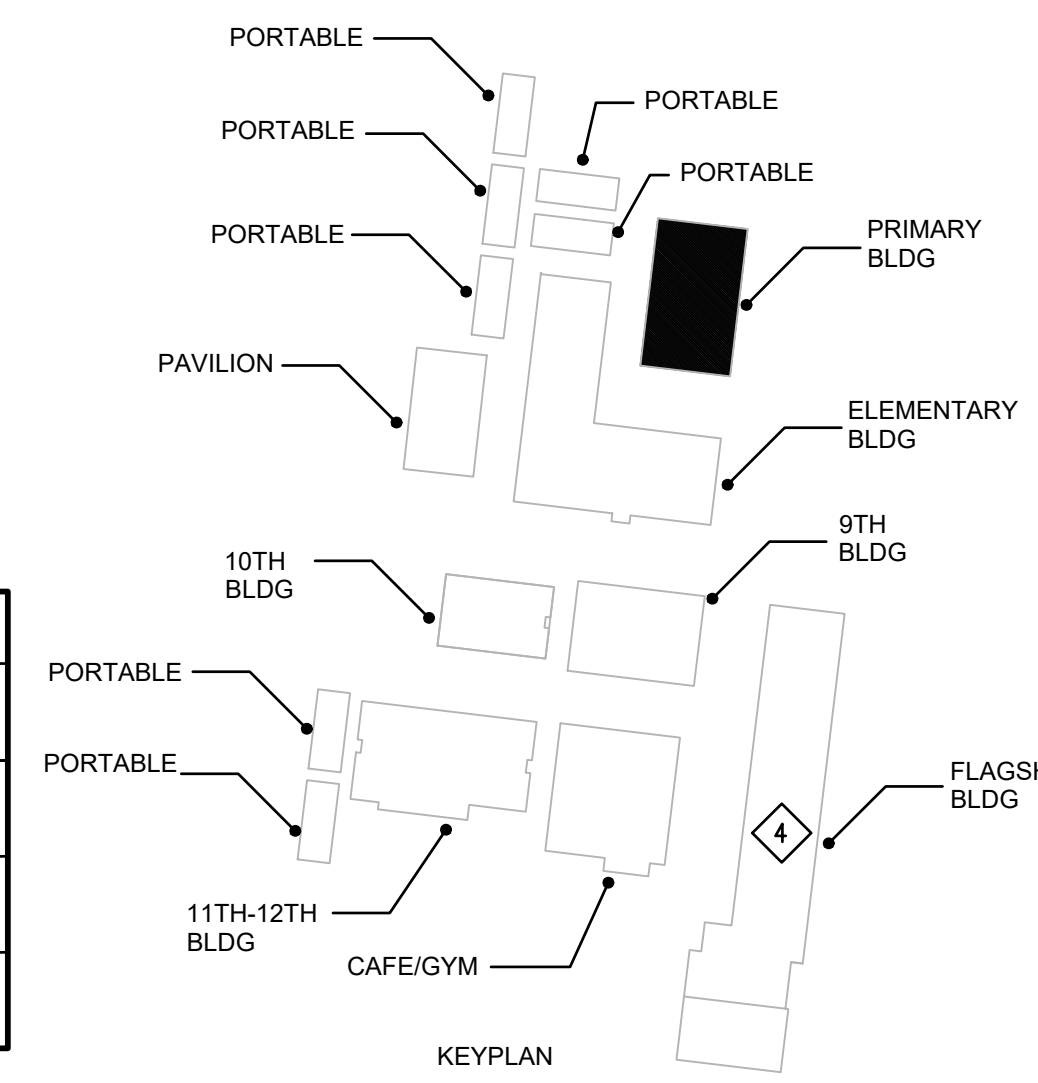 PORTABLE
PORTABLE
PORTABLE
PORTABLE
PORTABLE
PRIMARY
BLDG
PAVILION
ELEMENTARY
BLDG
9TH
BLDG
10TH
BLDG
PORTABLE
PORTABLE
FLAGSH
BLDG
4
11TH-12TH
BLDG
CAFE/GYM
KEYPLAN